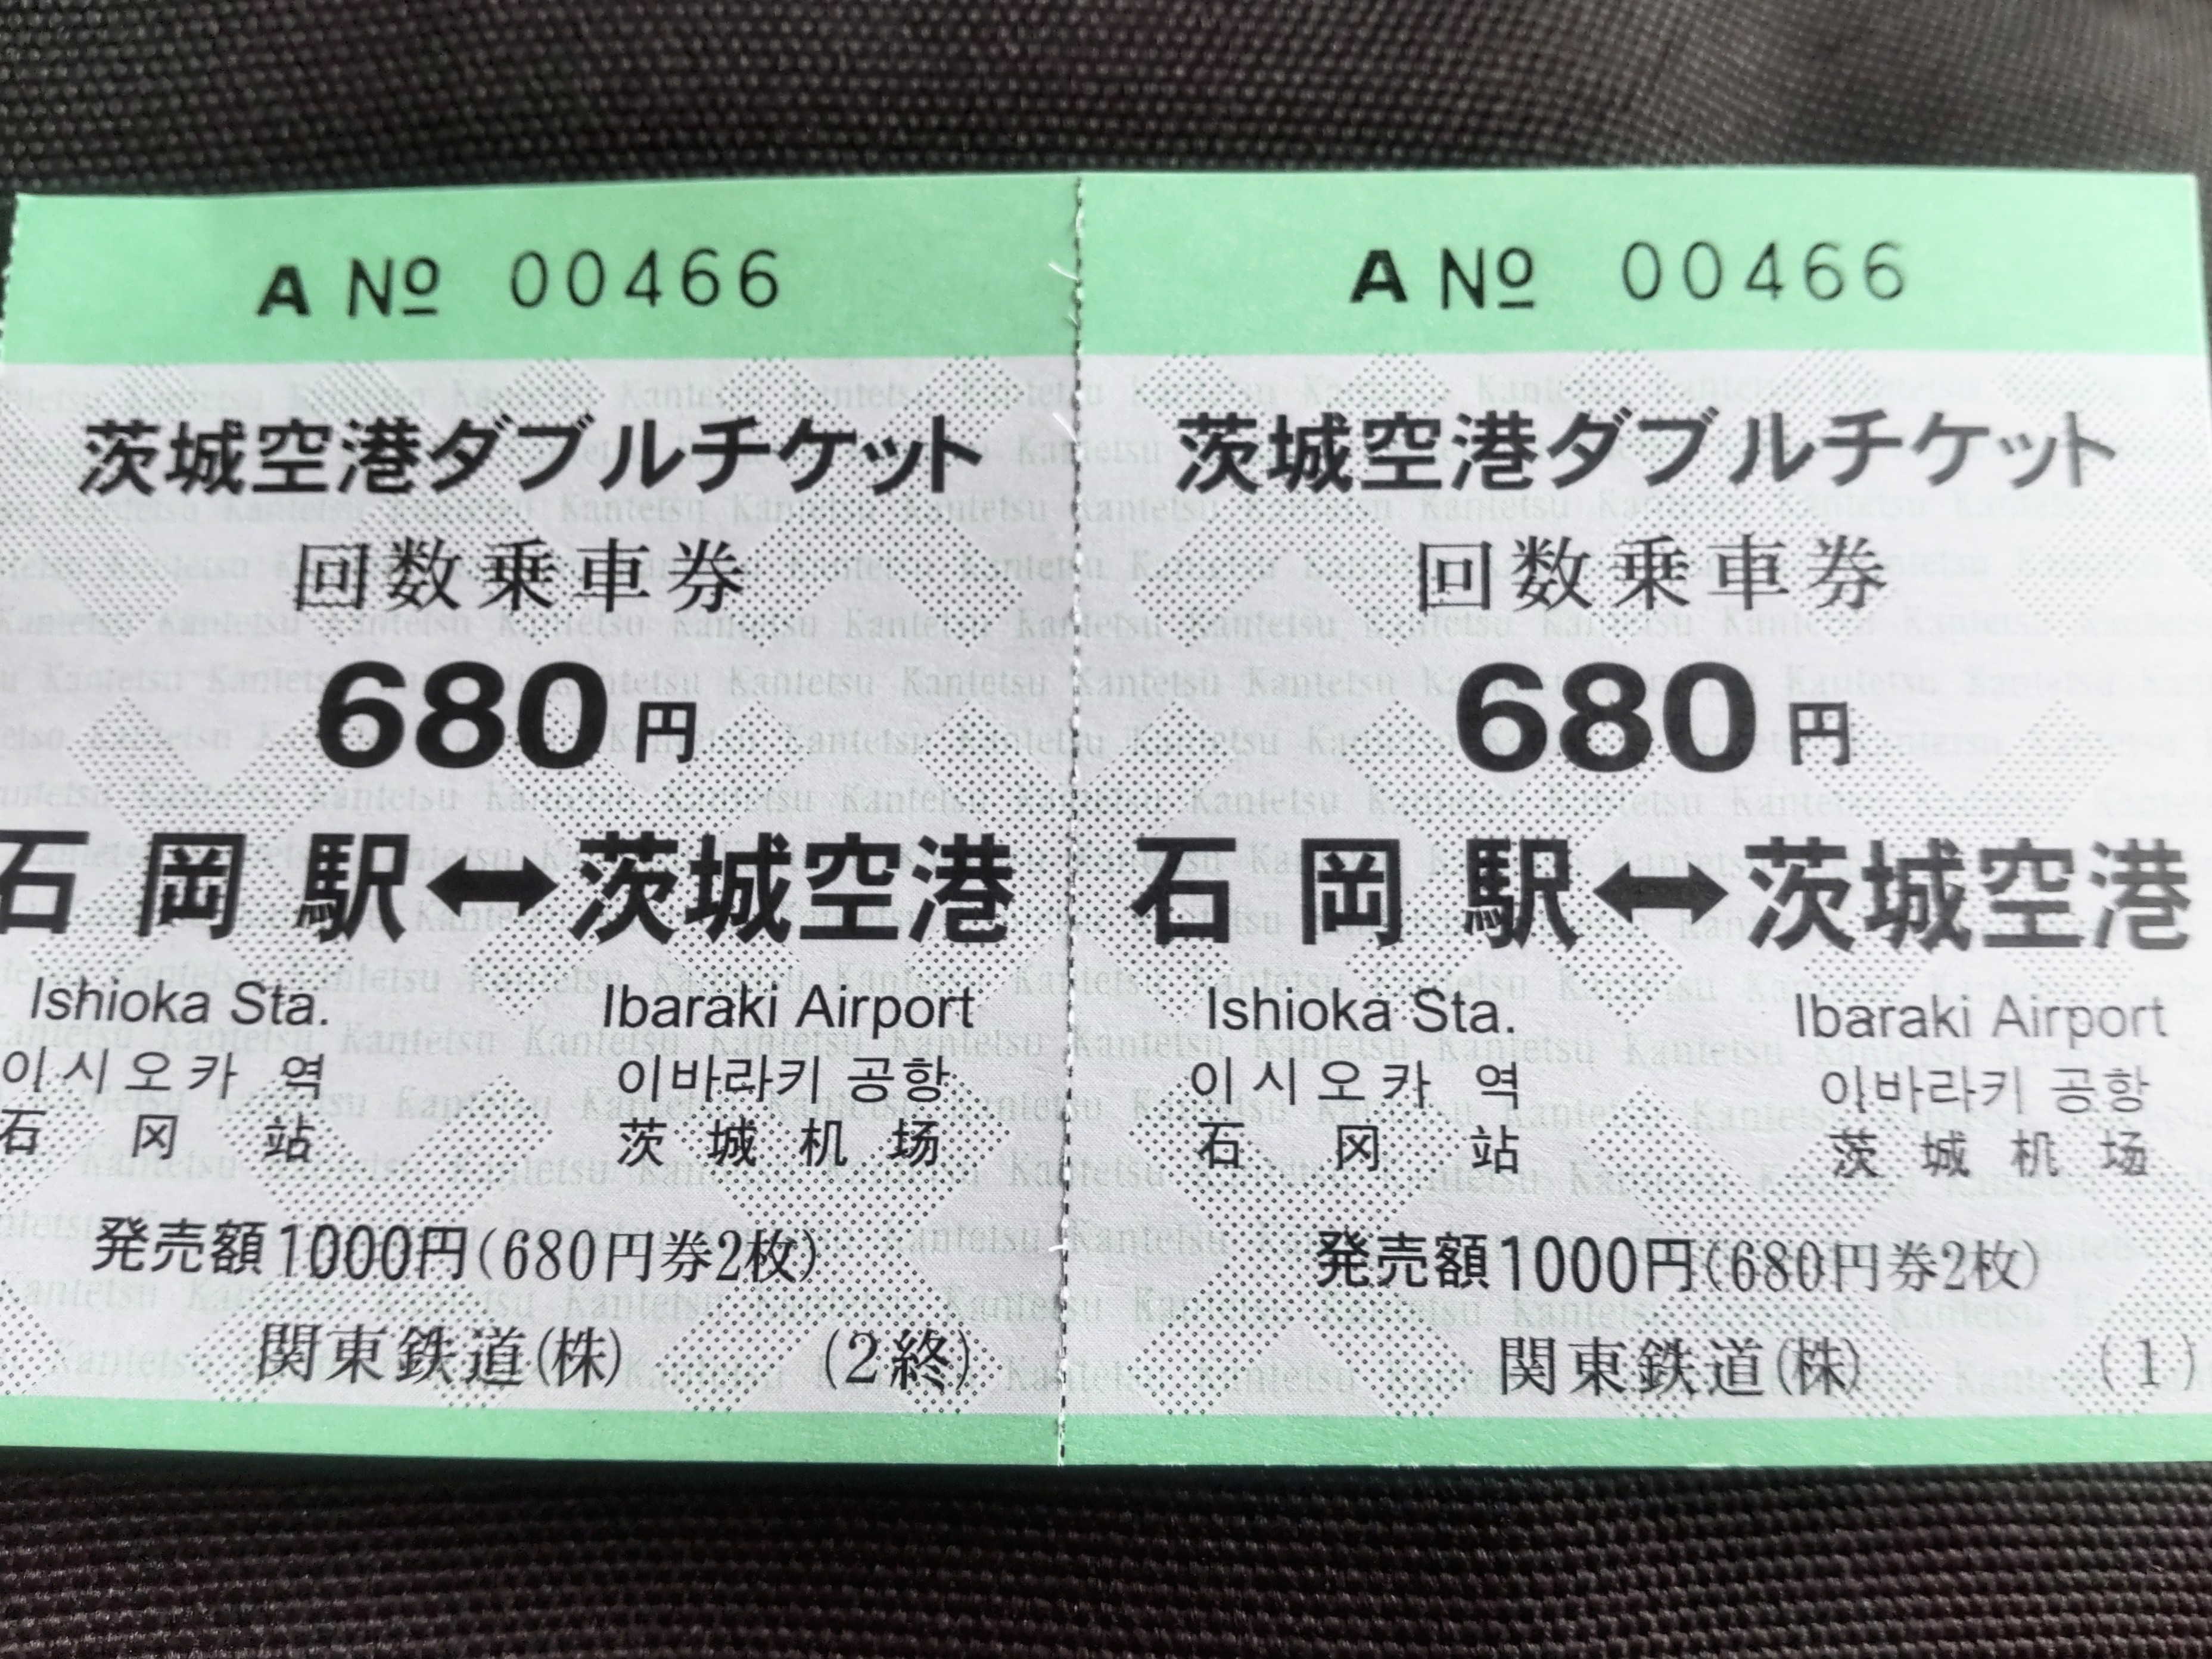 A No 00466
茨城空港ダブルチケット
回数乗車券
680円
石岡駅↔茨城空港
Ishioka Sta. Ibaraki Airport
이시오카 역 이바라키 공항
石冈站 茨城机场
発売額1000円(680円券2枚)
関東鉄道(株) (2終)
A No 00466
茨城空港ダブルチケット
回数乗車券
680円
石岡駅↔茨城空港
Ishioka Sta. Ibaraki Airport
이시오카 역 이바라키 공항
石冈站 茨城机场
発売額1000円(680円券2枚)
関東鉄道(株) (1)